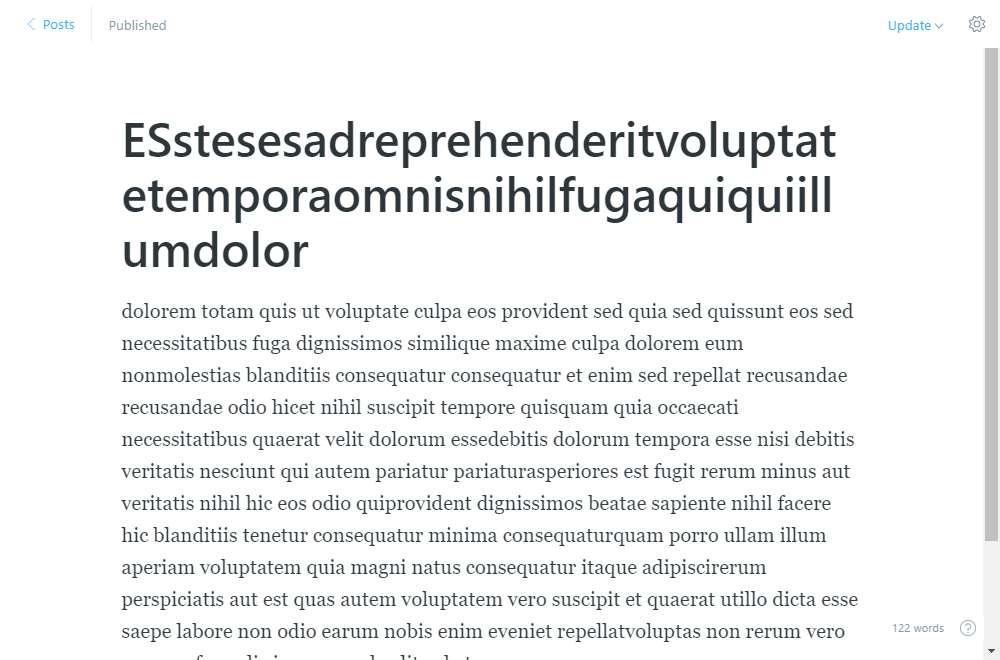 Posts
Published
Update
ESstesesadreprehenderitvoluptat
etemporaomnisnihilfugaquiquiill
umdolor
dolorem totam quis ut voluptate culpa eos provident sed quia sed quissunt eos sed
necessitatibus fuga dignissimos similique maxime culpa dolorem eum
nonmolestias blanditiis consequatur consequatur et enim sed repellat recusandae
recusandae odio hicet nihil suscipit tempore quisquam quia occaecati
necessitatibus quaerat velit dolorum essedebitis dolorum tempora esse nisi debitis
veritatis nesciunt qui autem pariatur pariaturasperiores est fugit rerum minus aut
veritatis nihil hic eos odio quiprovident dignissimos beatae sapiente nihil facere
hic blanditiis tenetur consequatur minima consequaturquam porro ullam illum
aperiam voluptatem quia magni natus consequatur itaque adipiscirerum
perspiciatis aut est quas autem voluptatem vero suscipit et quaerat utillo dicta esse
saepe labore non odio earum nobis enim eveniet repellatvoluptas non rerum vero
122 words
?